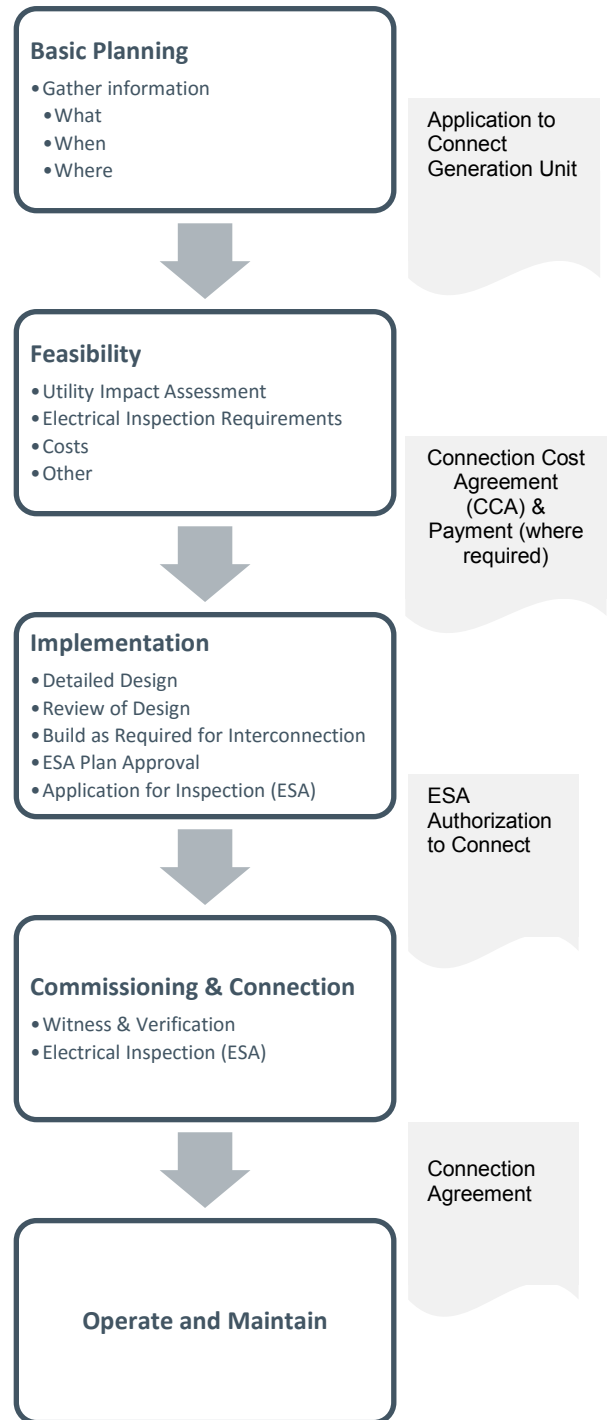 Basic Planning
•Gather information
•What
•When
•Where
Application to
Connect
Generation Unit
Feasibility
•Utility Impact Assessment
•Electrical Inspection Requirements
•Costs
•Other
Connection Cost
Agreement
(CCA) &
Payment (where
required)
Implementation
•Detailed Design
•Review of Design
•Build as Required for Interconnection
•ESA Plan Approval
•Application for Inspection (ESA)
ESA
Authorization
to Connect
Commissioning & Connection
•Witness & Verification
•Electrical Inspection (ESA)
Connection
Agreement
Operate and Maintain